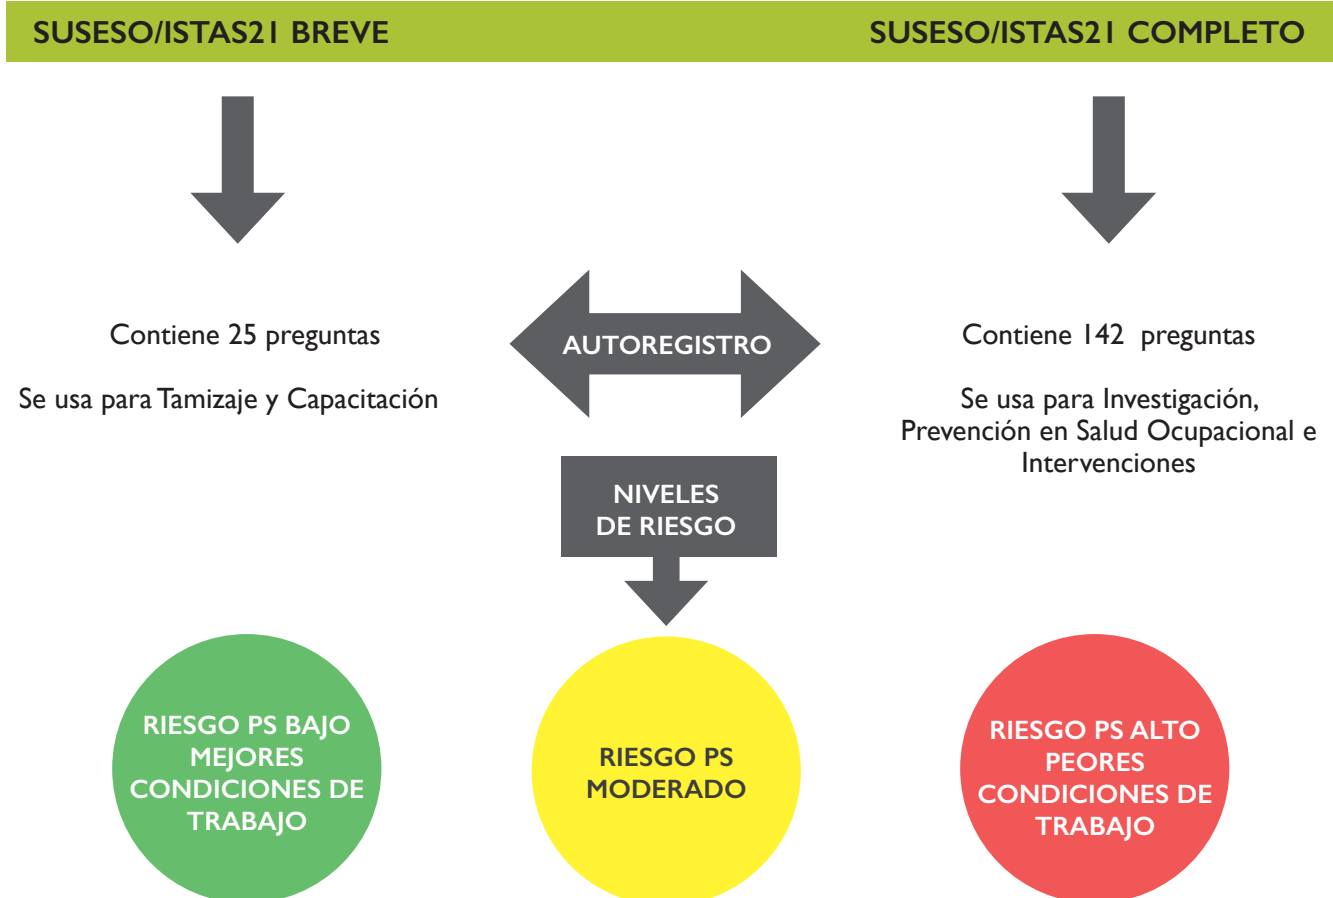 SUSESO/ISTAS21 BREVE
SUSESO/ISTAS21 COMPLETO
Contiene 25 preguntas
Se usa para Tamizaje y Capacitación
AUTOREGISTRO
Contiene 142 preguntas
Se usa para Investigación,
Prevención en Salud Ocupacional e
Intervenciones
NIVELES
DE RIESGO
RIESGO PS BAJO
MEJORES
CONDICIONES DE
TRABAJO
RIESGO PS
MODERADO
RIESGO PS ALTO
PEORES
CONDICIONES DE
TRABAJO